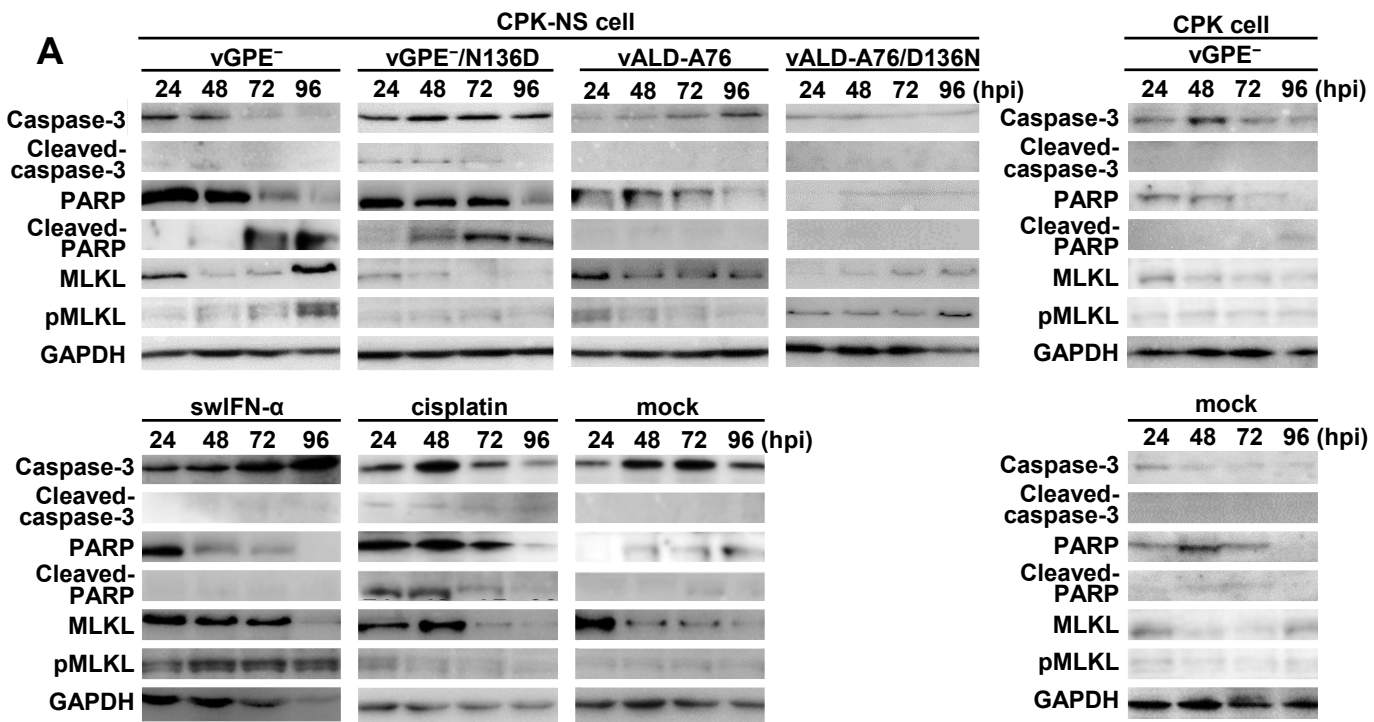 A
CPK-NS cell
CPK cell
vGPE⁻
vGPE⁻/N136D
vALD-A76
vALD-A76/D136N
vGPE⁻
24 48 72 96
24 48 72 96
24 48 72 96
24 48 72 96 (hpi)
24 48 72 96 (hpi)
Caspase-3
Cleaved-
caspase-3
PARP
Cleaved-
PARP
MLKL
pMLKL
GAPDH
Caspase-3
Cleaved-
caspase-3
PARP
Cleaved-
PARP
MLKL
pMLKL
GAPDH
swIFN-α
cisplatin
mock
mock
24 48 72 96
24 48 72 96
24 48 72 96 (hpi)
24 48 72 96 (hpi)
Caspase-3
Cleaved-
caspase-3
PARP
Cleaved-
PARP
MLKL
pMLKL
GAPDH
Caspase-3
Cleaved-
caspase-3
PARP
Cleaved-
PARP
MLKL
pMLKL
GAPDH